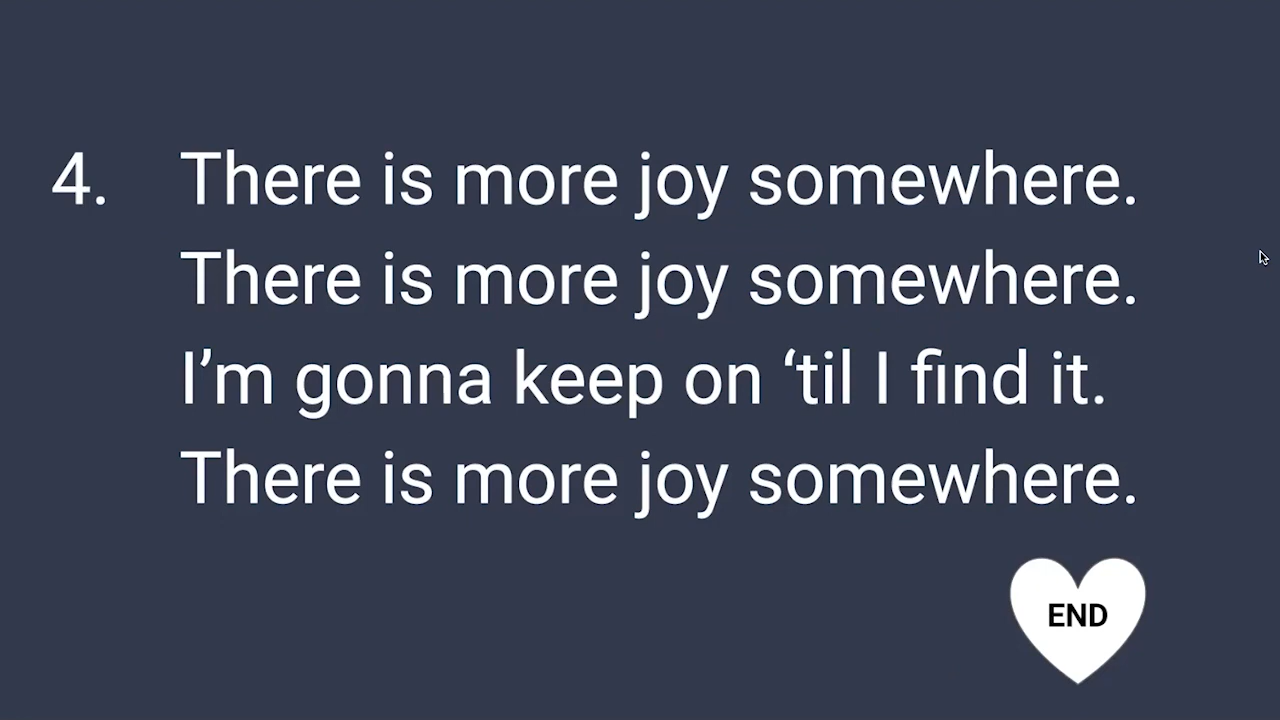 4. There is more joy somewhere.
There is more joy somewhere.
I’m gonna keep on ‘til I find it.
There is more joy somewhere.
END